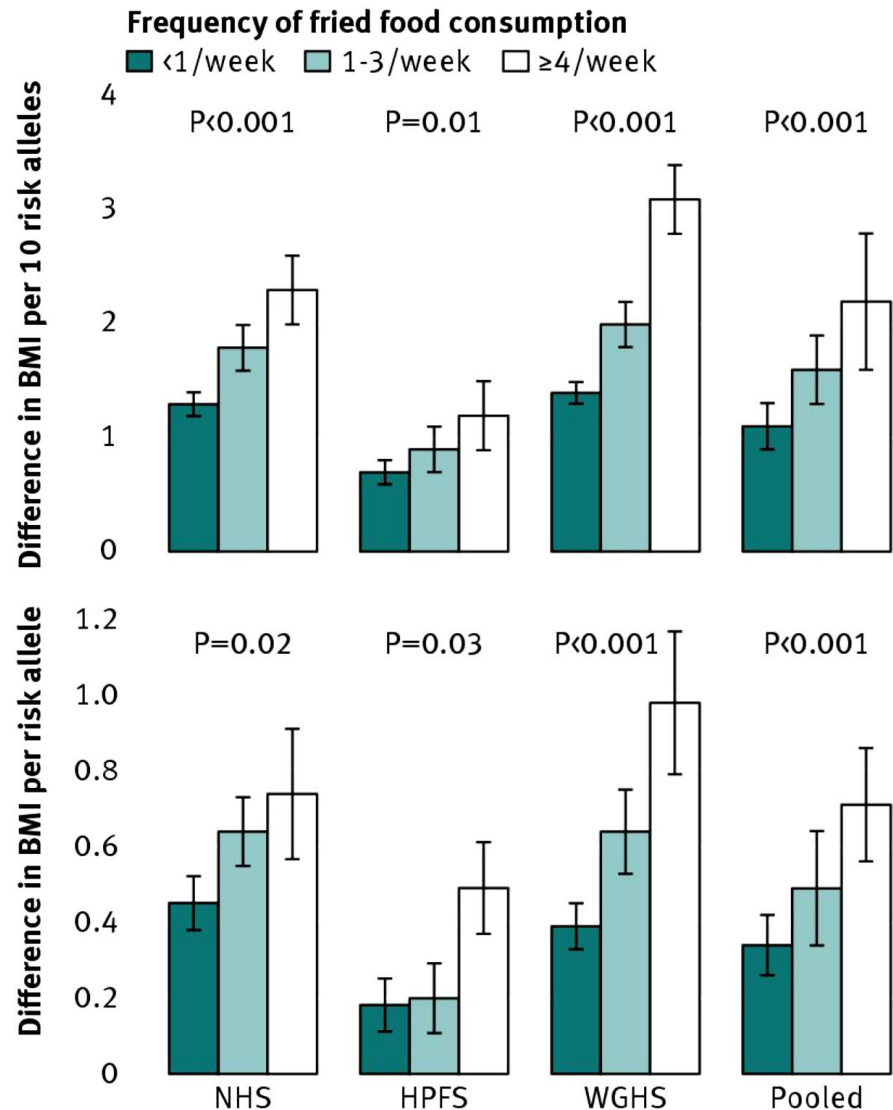 Frequency of fried food consumption
<1/week 1-3/week ≥4/week
Difference in BMI per 10 risk alleles
4
3
2
1
0
P<0.001 P=0.01 P<0.001 P<0.001
Difference in BMI per risk allele
1.2
1.0
0.8
0.6
0.4
0.2
0
P=0.02 P=0.03 P<0.001 P<0.001
NHS HPFS WGHS Pooled